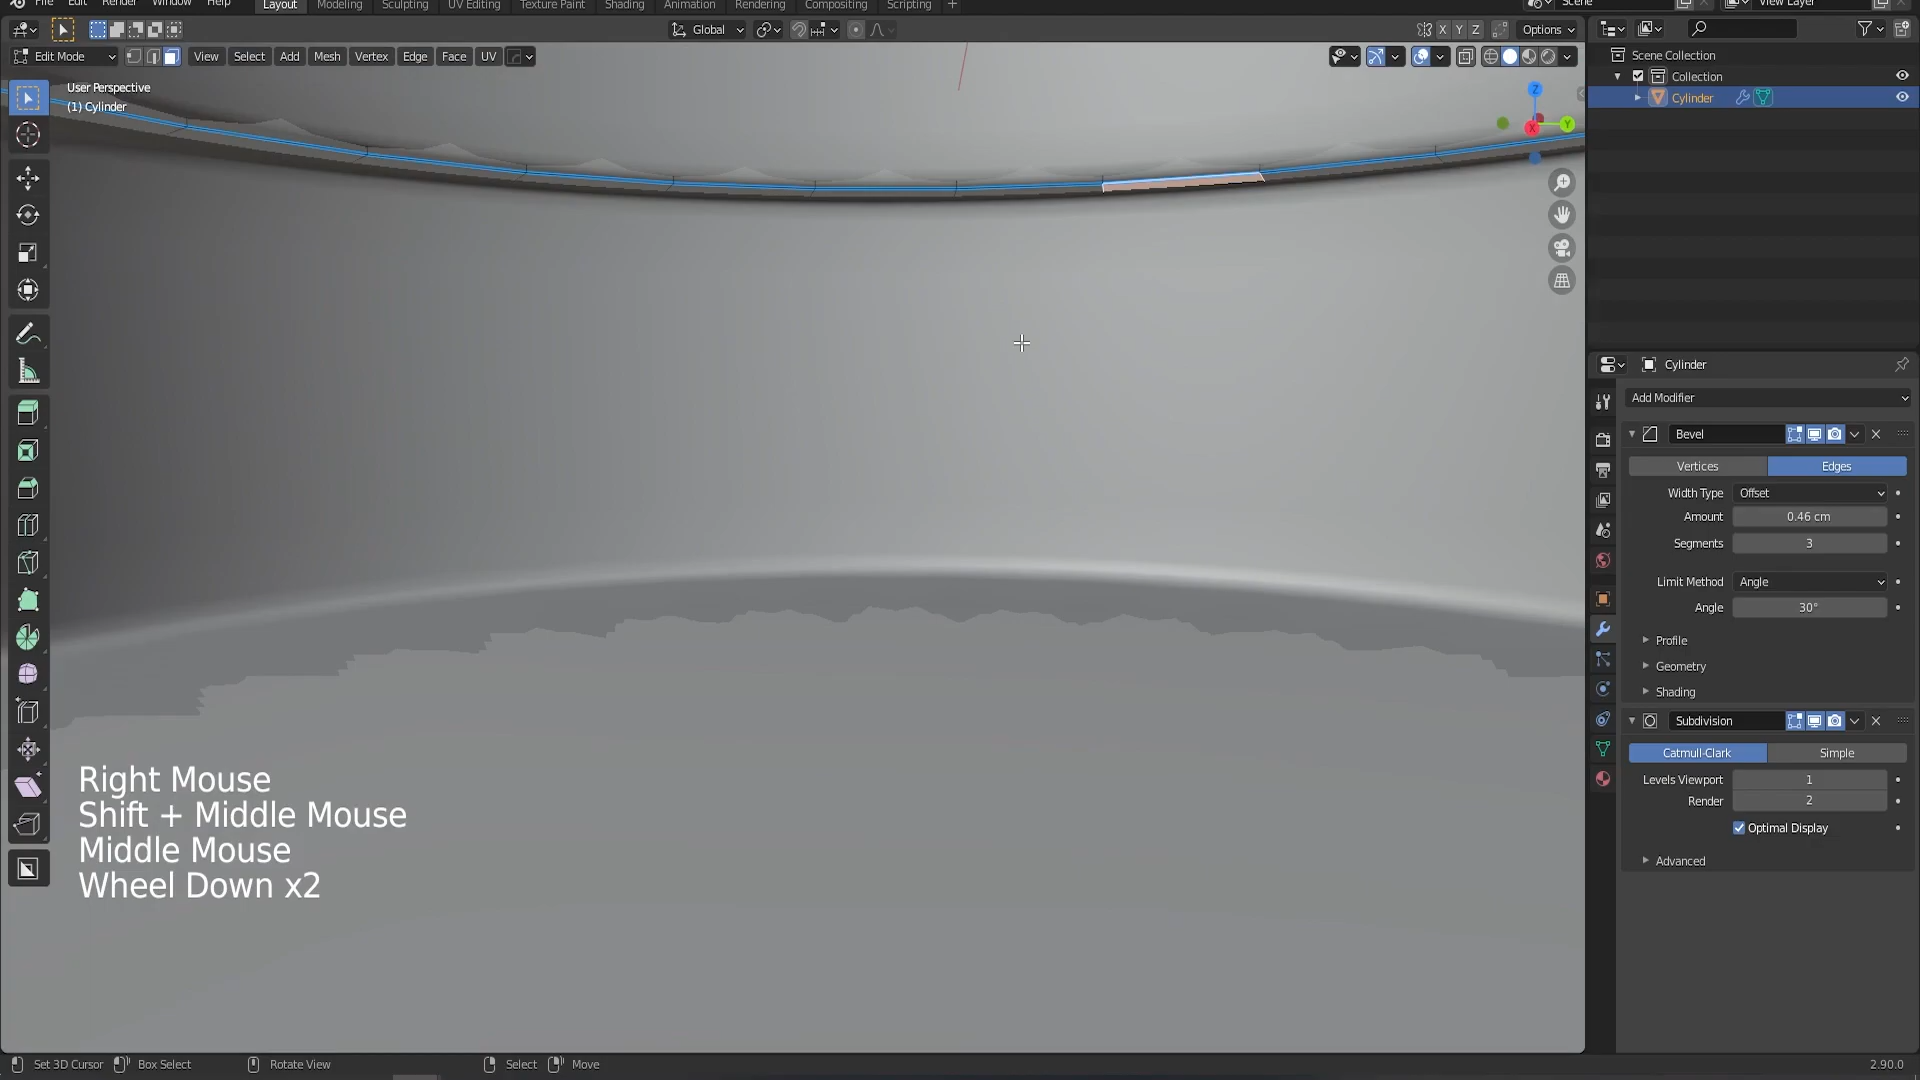 File Edit Render Window Help Layout Modeling Sculpting UV Editing Texture Paint Shading Animation Rendering Compositing Scripting + Scene View Layer
Global X Y Z Options
Edit Mode View Select Add Mesh Vertex Edge Face UV
Scene Collection
Collection
Cylinder
User Perspective
(1) Cylinder
Z
Y
X
Cylinder
Add Modifier
Bevel
Vertices Edges
Width Type Offset
Amount 0.46 cm
Segments 3
Limit Method Angle
Angle 30°
Profile
Geometry
Shading
Subdivision
Catmull-Clark Simple
Levels Viewport 1
Render 2
Optimal Display
Advanced
Right Mouse
Shift + Middle Mouse
Middle Mouse
Wheel Down x2
Set 3D Cursor Box Select Rotate View Select Move 2.90.0